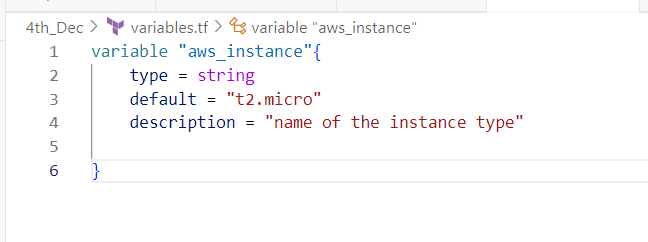 4th_Dec > variables.tf > variable "aws_instance"
1 variable "aws_instance"{
2     type = string
3     default = "t2.micro"
4     description = "name of the instance type"
5
6 }